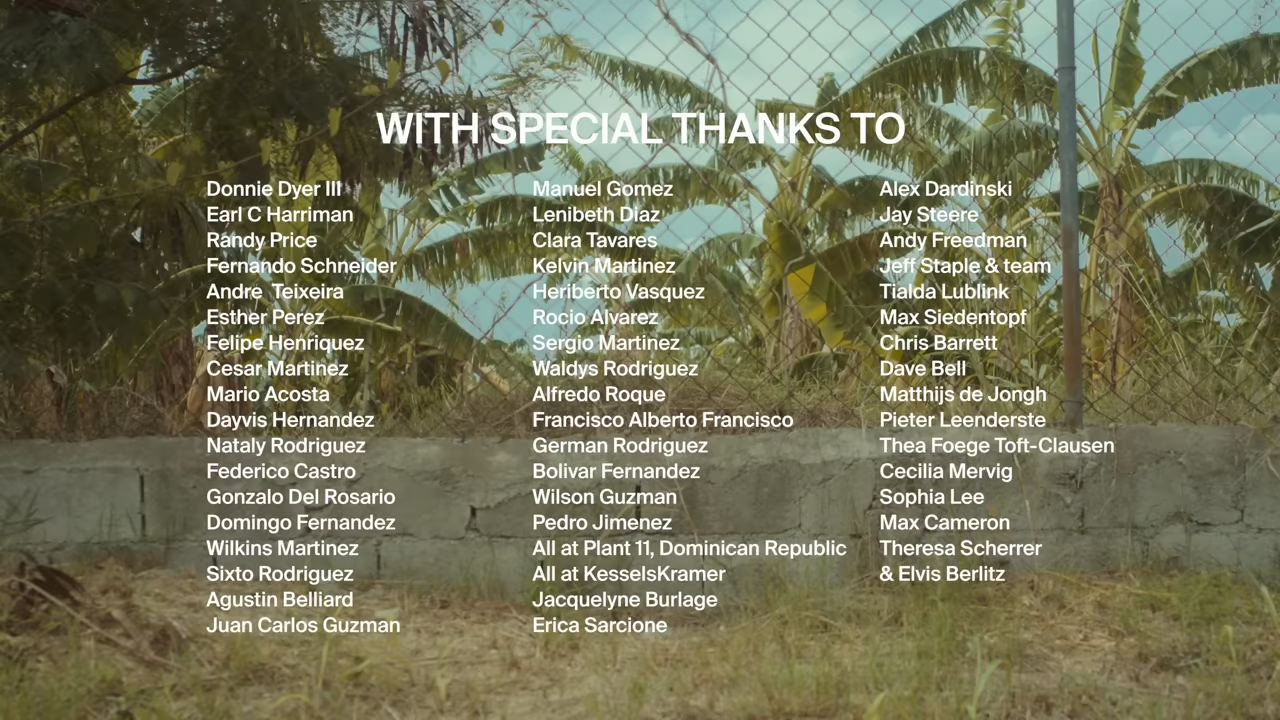 WITH SPECIAL THANKS TO
Donnie Dyer III
Earl C Harriman
Randy Price
Fernando Schneider
Andre Teixeira
Esther Perez
Felipe Henriquez
Cesar Martinez
Mario Acosta
Dayvis Hernandez
Nataly Rodriguez
Federico Castro
Gonzalo Del Rosario
Domingo Fernandez
Wilkins Martinez
Sixto Rodriguez
Agustin Belliard
Juan Carlos Guzman
Manuel Gomez
Lenibeth Diaz
Clara Tavares
Kelvin Martinez
Heriberto Vasquez
Rocio Alvarez
Sergio Martinez
Waldys Rodriguez
Alfredo Roque
Francisco Alberto Francisco
German Rodriguez
Bolivar Fernandez
Wilson Guzman
Pedro Jimenez
All at Plant 11, Dominican Republic
All at KesselsKramer
Jacquelyne Burlage
Erica Sarcione
Alex Dardinski
Jay Steere
Andy Freedman
Jeff Staple & team
Tialda Lublink
Max Siedentopf
Chris Barrett
Dave Bell
Matthijs de Jongh
Pieter Leenderste
Thea Foege Toft-Clausen
Cecilia Mervig
Sophia Lee
Max Cameron
Theresa Scherrer
& Elvis Berlitz